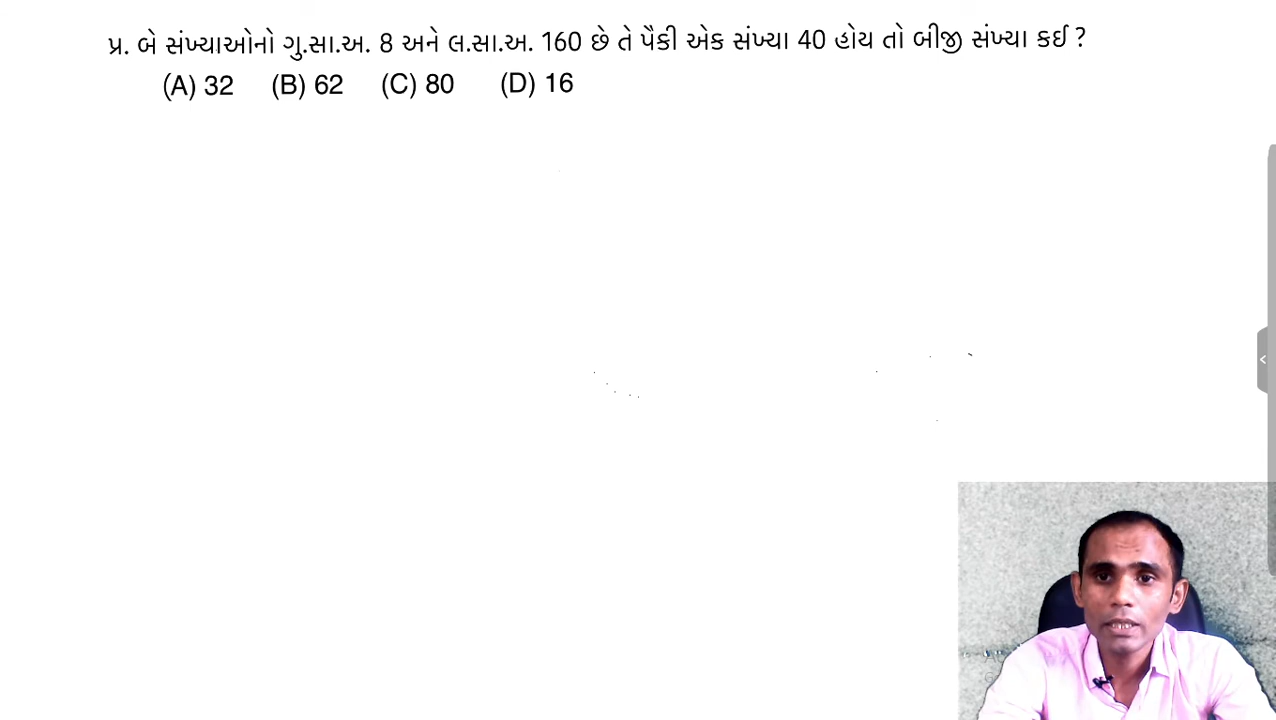 પ્ર. બે સંખ્યાઓનો ગુ.સા.અ. 8 અને લ.સા.અ. 160 છે તે પૈકી એક સંખ્યા 40 હોય તો બીજી સંખ્યા કઈ ?
(A) 32 (B) 62 (C) 80 (D) 16